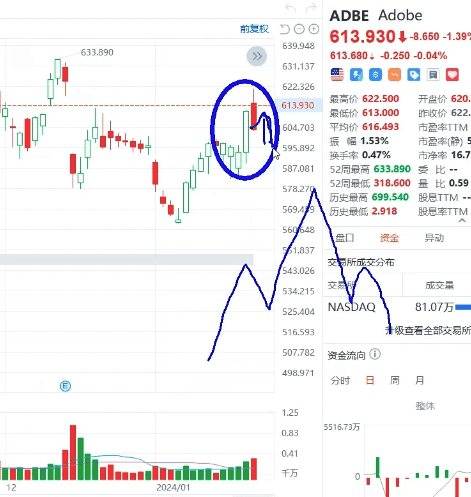 前复权
639.948
633.890
631.137
622.326
613.930
604.703
595.892
587.081
578.270
569.459
560.648
551.837
543.026
534.215
525.404
516.593
507.782
498.971
E
1.25
0.83
0.41
千万
12
2024/01
ADBE Adobe
613.930 -8.650 -1.39%
613.680 -0.250 -0.04%
最高价 622.500 开盘价 620.
最低价 613.000 昨收价 622.
平均价 616.493 市盈率TTM
振 幅 1.53% 市盈率(静) 5
换手率 0.47% 市净率 16.7
52周最高 633.890 委 比 --
52周最低 318.600 量 比 0.59
历史最高 699.540 股息TTM --
历史最低 2.918 股息率TTM
盘口 资金 异动
交易所成交分布
成交量
NASDAQ 81.07万
升级查看全部交易所
资金流向
分时 日 周 月
整体
5516.73万
0